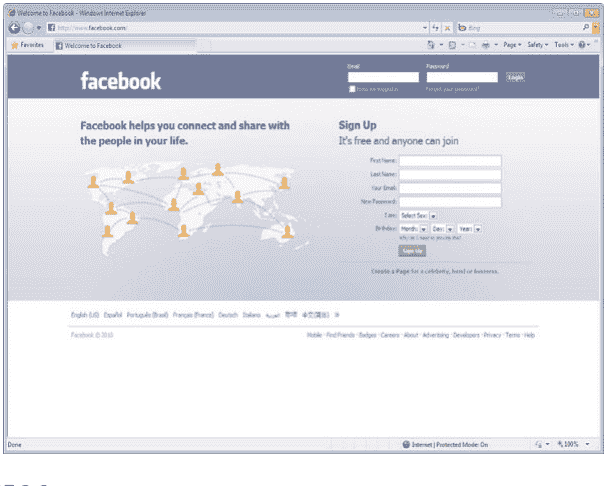 Welcome to Facebook - Windows Internet Explorer
http://www.facebook.com/
Bing
Favorites
Welcome to Facebook
Page
Safety
Tools
Email
Password
facebook
Keep me logged in
Forgot your password?
Login
Facebook helps you connect and share with
the people in your life.
Sign Up
It's free and anyone can join
First Name:
Last Name:
Your Email:
New Password:
I am: Select Sex:
Birthday: Month: Day: Year:
Sign Up
Create a Page for a celebrity, band or business.
English (US) Español Português (Brasil) Français (France) Deutsch Italiano العربية हिन्दी 中文(简体)
Facebook © 2010
Mobile · Find Friends · Badges · Careers · About · Advertising · Developers · Privacy · Terms · Help
Done
Internet | Protected Mode: On
100%